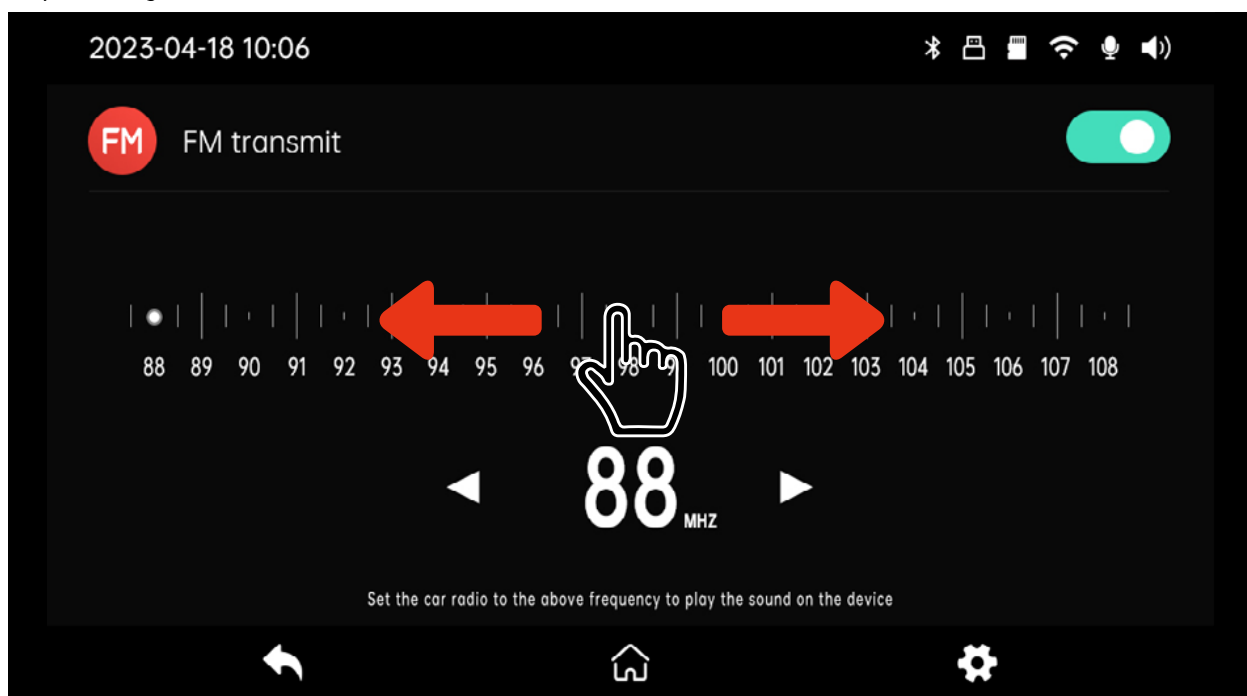 2023-04-18 10:06
FM FM transmit
88 89 90 91 92 93 94 95 96 98 100 101 102 103 104 105 106 107 108
88 MHZ
Set the car radio to the above frequency to play the sound on the device